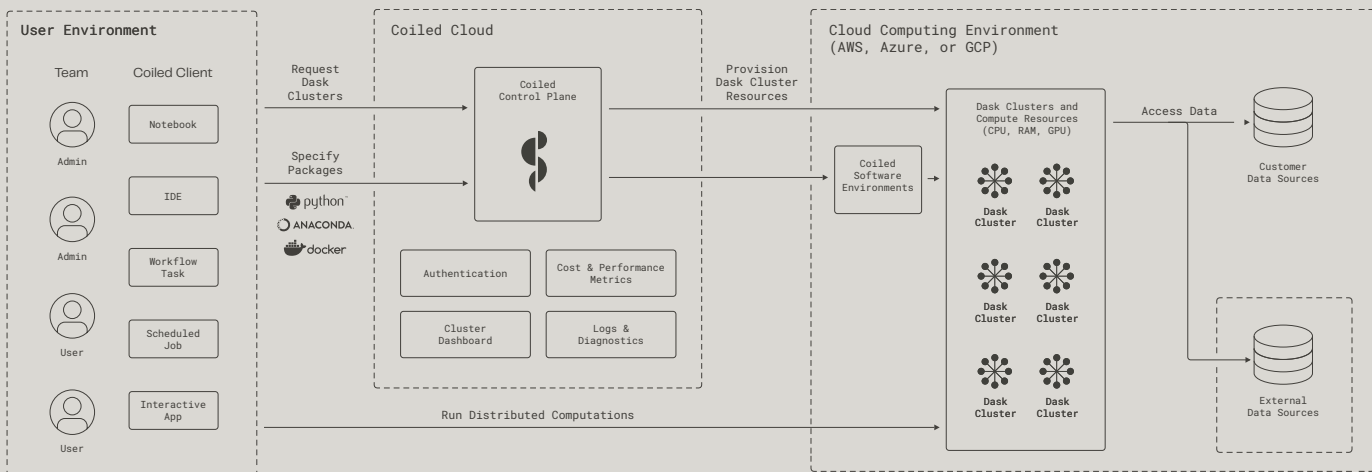 User Environment
Team
Coiled Client
Admin
Admin
User
User
Notebook
IDE
Workflow
Task
Scheduled
Job
Interactive
App
Request
Dask
Clusters
Specify
Packages
python
ANACONDA.
docker
Coiled Cloud
Coiled
Control Plane
Authentication
Cost & Performance
Metrics
Cluster
Dashboard
Logs &
Diagnostics
Run Distributed Computations
Provision
Dask Cluster
Resources
Cloud Computing Environment
(AWS, Azure, or GCP)
Coiled
Software
Environments
Dask Clusters and
Compute Resources
(CPU, RAM, GPU)
Dask
Cluster
Dask
Cluster
Dask
Cluster
Dask
Cluster
Dask
Cluster
Dask
Cluster
Access Data
Customer
Data Sources
External
Data Sources